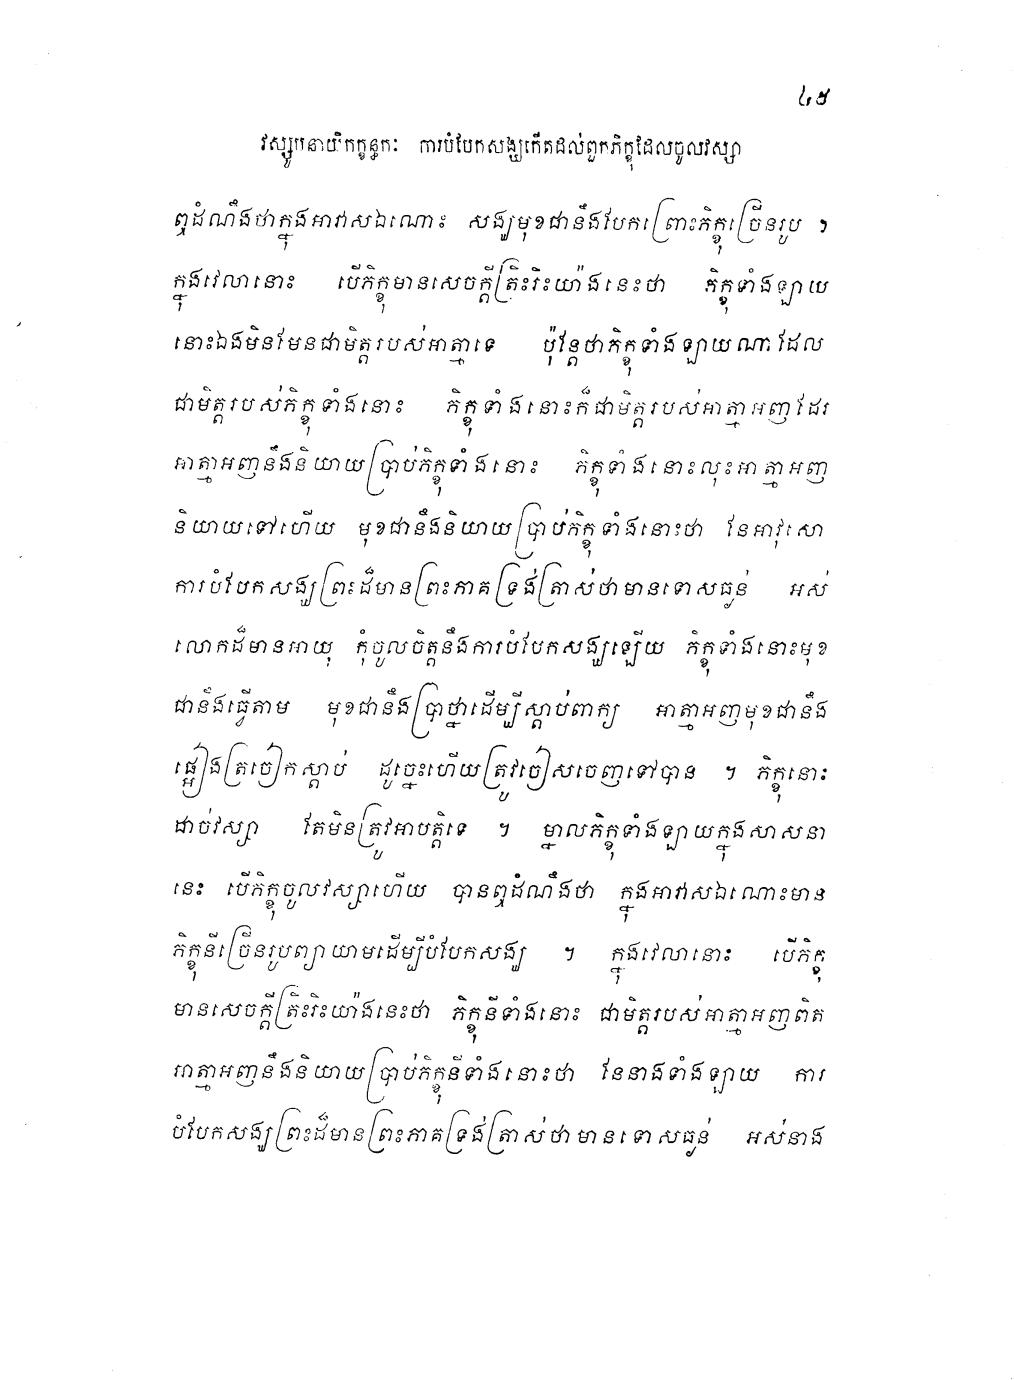 ៤៥
វស្សូបនាយិកក្ខន្ធកៈ ការបំបែកសង្ឃកើតដល់ពួកភិក្ខុដែលចូលវស្សា
ឮដំណឹងថាក្នុងអាវាសឯណោះ សង្ឃមុខជានឹងបែកព្រោះភិក្ខុច្រើនរូប ។
ក្នុងវេលានោះ បើភិក្ខុមានសេចក្តីត្រិះរិះយ៉ាងនេះថា ភិក្ខុទាំងឡាយ
នោះឯងមិនមែនជាមិត្តរបស់អាត្មាទេ ប៉ុន្តែថាភិក្ខុទាំងឡាយណាដែល
ជាមិត្តរបស់ភិក្ខុទាំងនោះ ភិក្ខុទាំងនោះក៏ជាមិត្តរបស់អាត្មាអញដែរ
អាត្មាអញនឹងនិយាយប្រាប់ភិក្ខុទាំងនោះ ភិក្ខុទាំងនោះលុះអាត្មាអញ
និយាយទៅហើយ មុខជានឹងនិយាយប្រាប់ភិក្ខុទាំងនោះថា នែអាវុសោ
ការបំបែកសង្ឃព្រះដ៏មានព្រះភាគទ្រង់ត្រាស់ថាមានទោសធ្ងន់ អស់
លោកដ៏មានអាយុ កុំចូលចិត្តនឹងការបំបែកសង្ឃឡើយ ភិក្ខុទាំងនោះមុខ
ជានឹងធ្វើតាម មុខជានឹងប្រាថ្នាដើម្បីស្តាប់ពាក្យ អាត្មាអញមុខជានឹង
ផ្អៀងត្រចៀកស្តាប់ ដូច្នេះហើយត្រូវចៀសចេញទៅបាន ។ ភិក្ខុនោះ
ដាច់វស្សា តែមិនត្រូវអាបត្តិទេ ។ ម្នាលភិក្ខុទាំងឡាយក្នុងសាសនា
នេះ បើភិក្ខុចូលវស្សាហើយ បានឮដំណឹងថា ក្នុងអាវាសឯណោះមាន
ភិក្ខុនីច្រើនរូបព្យាយាមដើម្បីបំបែកសង្ឃ ។ ក្នុងវេលានោះ បើភិក្ខុ
មានសេចក្តីត្រិះរិះយ៉ាងនេះថា ភិក្ខុនីទាំងនោះ ជាមិត្តរបស់អាត្មាអញពិត
អាត្មាអញនឹងនិយាយប្រាប់ភិក្ខុនីទាំងនោះថា នែនាងទាំងឡាយ ការ
បំបែកសង្ឃព្រះដ៏មានព្រះភាគទ្រង់ត្រាស់ថាមានទោសធ្ងន់ អស់នាង